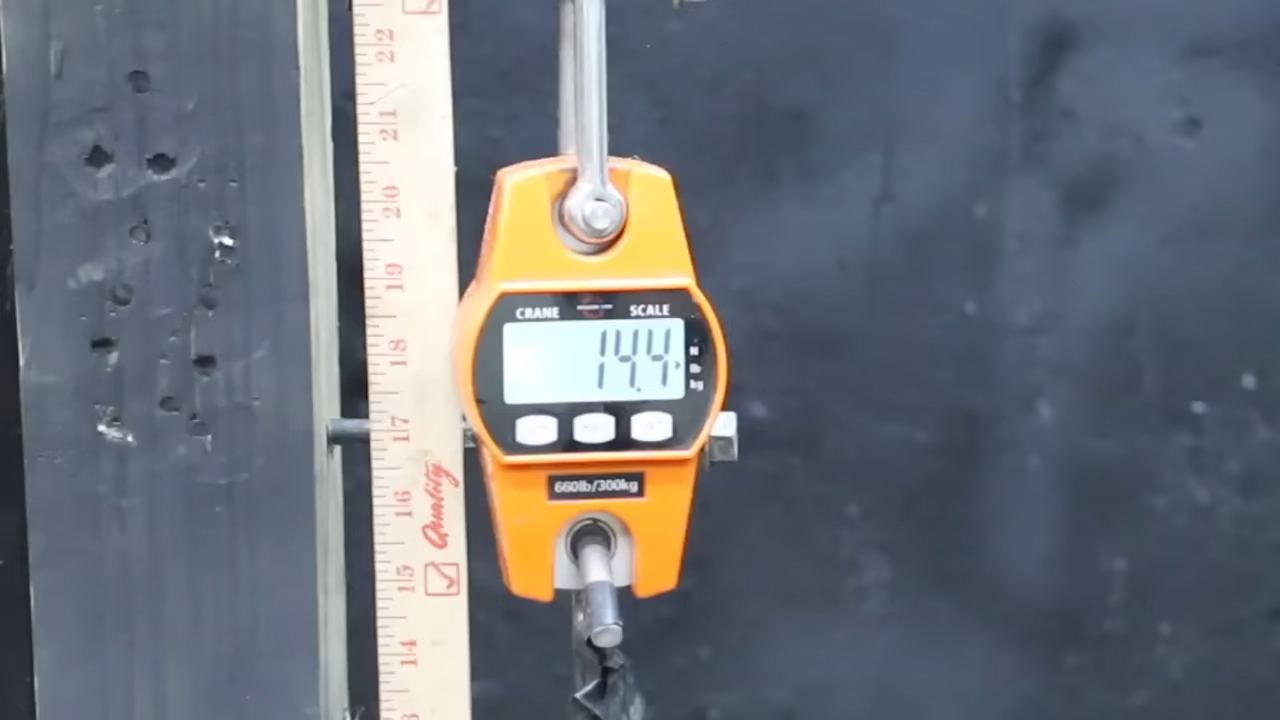 22
21
20
19
18
17
16
15
14
Quality
CRANE SCALE
14.4
N
lb
kg
660lb/300kg